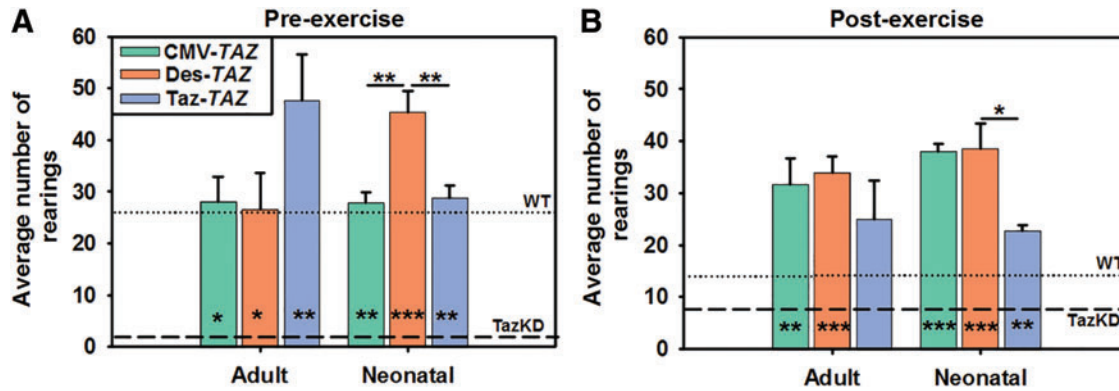 A
Pre-exercise
Average number of
rearings
60
50
40
30
20
10
0
CMV-TAZ
Des-TAZ
Taz-TAZ
** **
WT
* * ** ** *** **
TazKD
Adult Neonatal
B
Post-exercise
Average number of
rearings
60
50
40
30
20
10
0
*
WT
TazKD
** *** *** *** **
Adult Neonatal